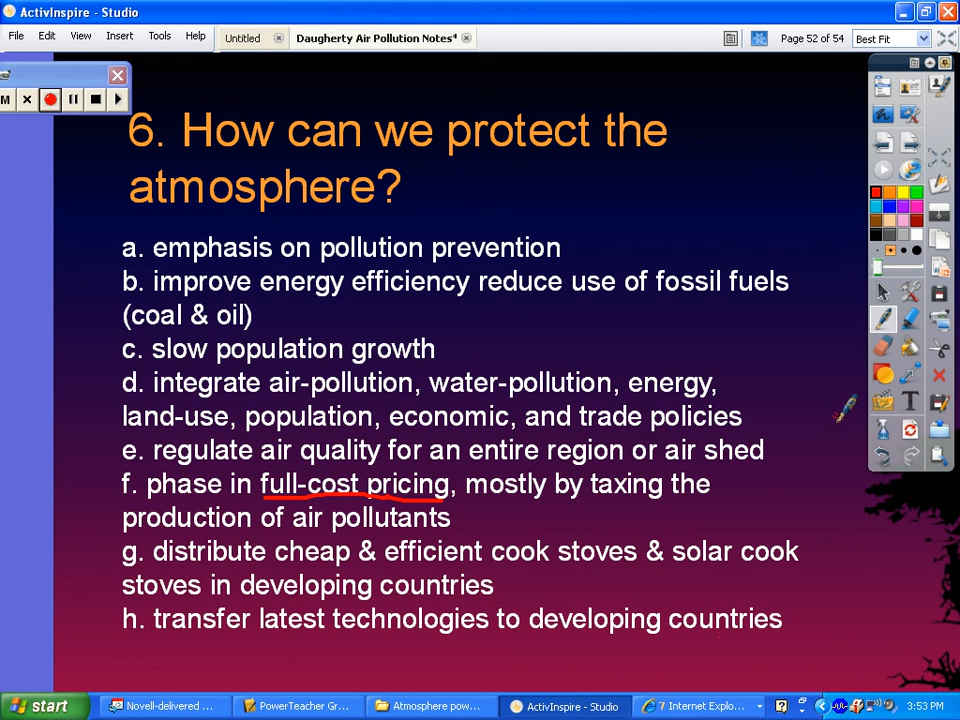 ActivInspire - Studio
File Edit View Insert Tools Help
Untitled
Daugherty Air Pollution Notes*
Page 52 of 54
Best Fit
M
6. How can we protect the
atmosphere?
a. emphasis on pollution prevention
b. improve energy efficiency reduce use of fossil fuels
(coal & oil)
c. slow population growth
d. integrate air-pollution, water-pollution, energy,
land-use, population, economic, and trade policies
e. regulate air quality for an entire region or air shed
f. phase in full-cost pricing, mostly by taxing the
production of air pollutants
g. distribute cheap & efficient cook stoves & solar cook
stoves in developing countries
h. transfer latest technologies to developing countries
start
Novell-delivered ...
PowerTeacher Gr...
Atmosphere pow...
ActivInspire - Studio
7 Internet Explo...
3:53 PM